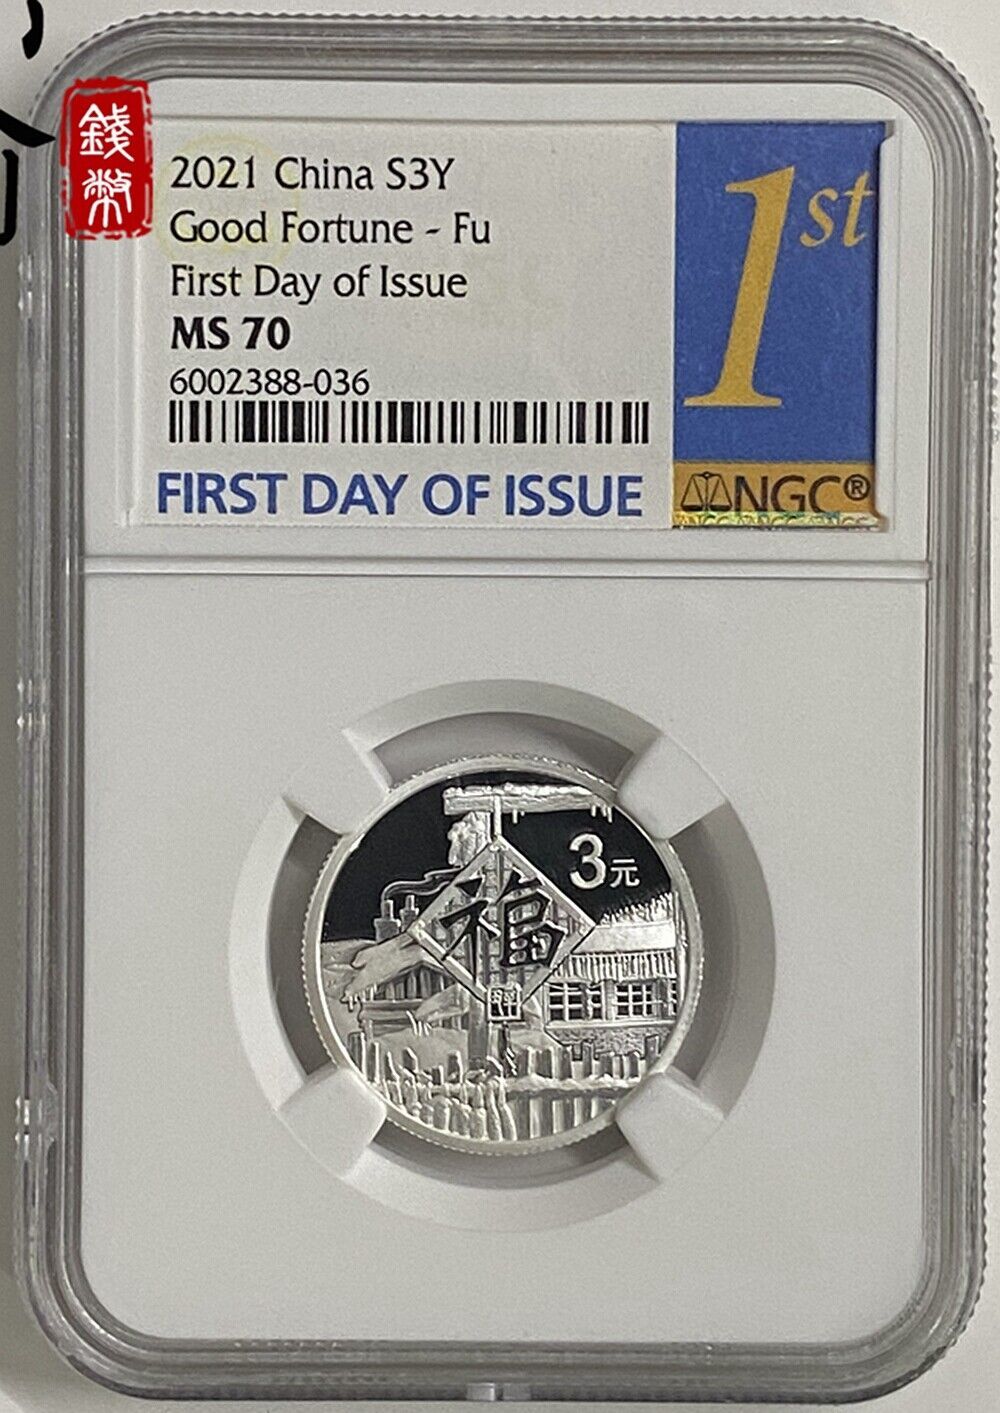 錢幣
2021 China S3Y
Good Fortune - Fu
First Day of Issue
MS 70
6002388-036
FIRST DAY OF ISSUE
1st
NGC®
3元
福